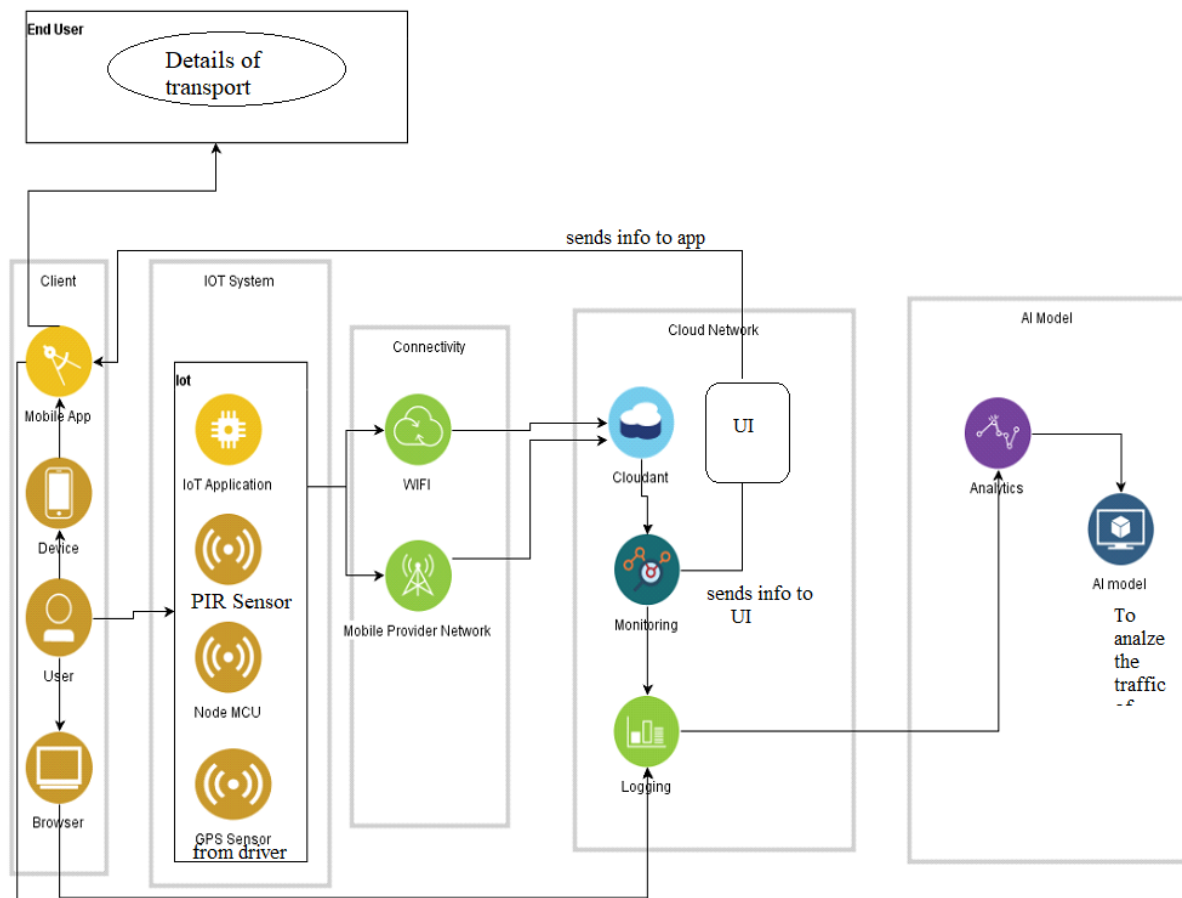 End User
Details of
transport
sends info to app
Client
Mobile App
Device
User
Browser
IOT System
Iot
IoT Application
PIR Sensor
Node MCU
GPS Sensor
from driver
Connectivity
WIFI
Mobile Provider Network
Cloud Network
Cloudant
UI
Monitoring
sends info to
UI
Logging
AI Model
Analytics
AI model
To
analze
the
traffic